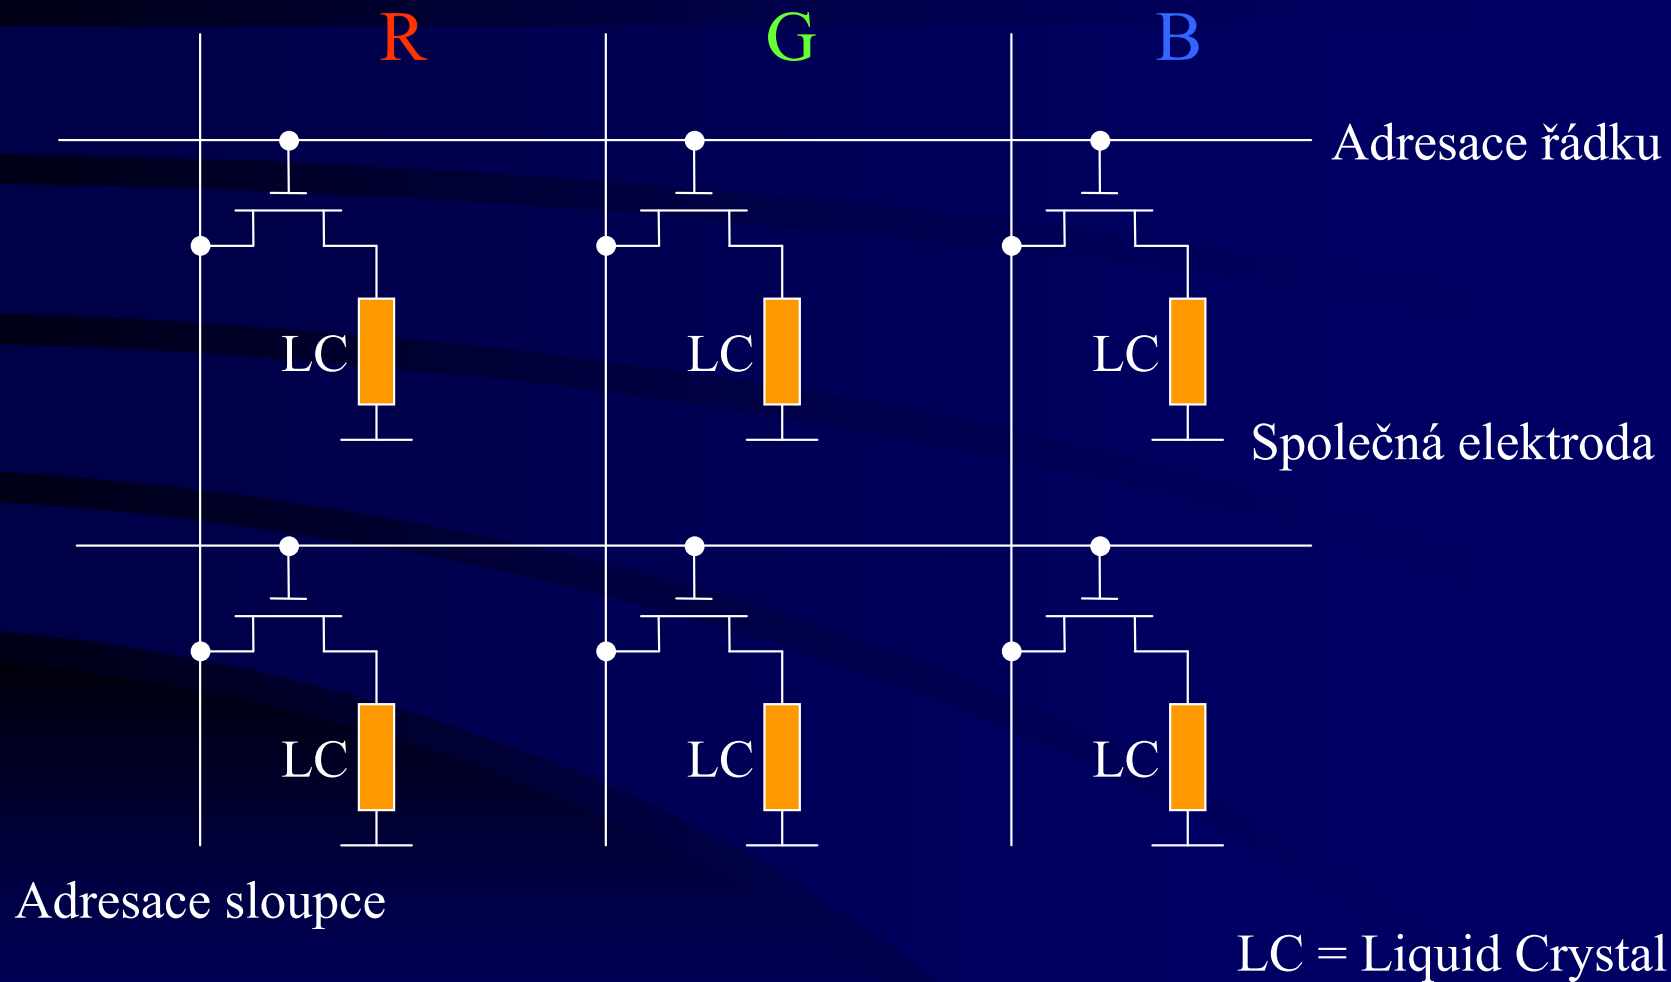 R G B
Adresace řádku
LC LC LC
Společná elektroda
LC LC LC
Adresace sloupce
LC = Liquid Crystal